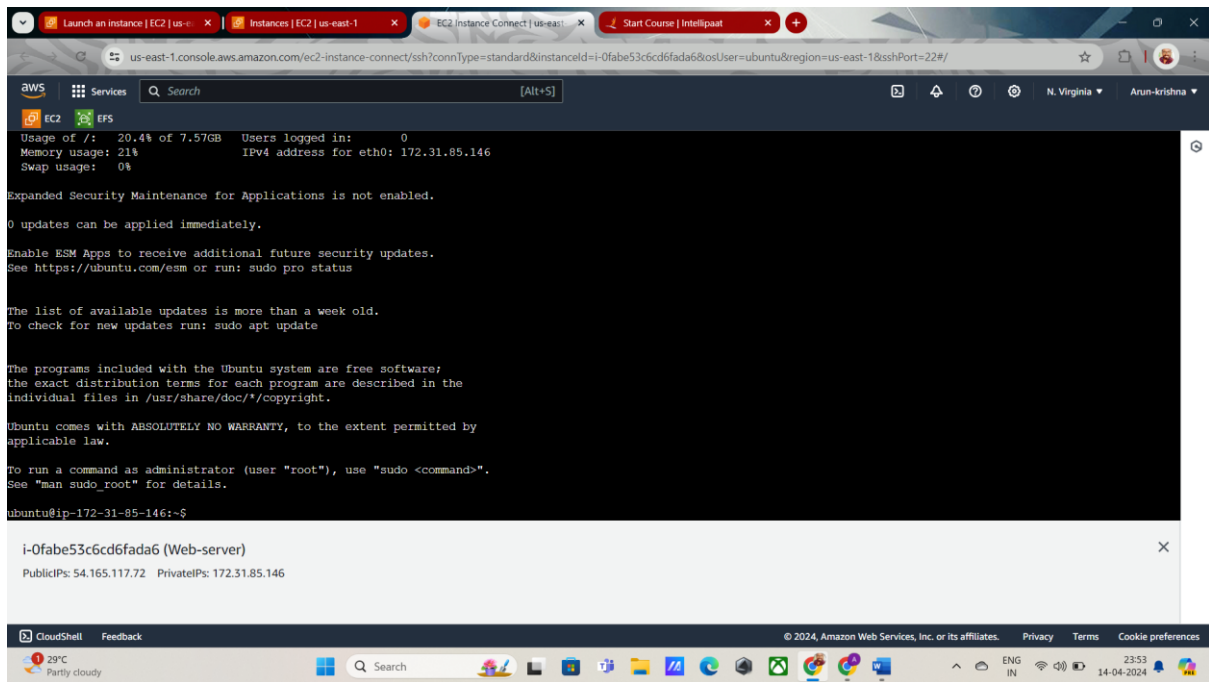 Launch an instance | EC2 | us-ea
Instances | EC2 | us-east-1
EC2 Instance Connect | us-east
Start Course | Intellipaat
us-east-1.console.aws.amazon.com/ec2-instance-connect/ssh?connType=standard&instanceId=i-0fabe53c6cd6fada6&osUser=ubuntu&region=us-east-1&sshPort=22#/
aws Services Search [Alt+S] N. Virginia Arun-krishna
EC2 EFS
Usage of /: 20.4% of 7.57GB Users logged in: 0
Memory usage: 21% IPv4 address for eth0: 172.31.85.146
Swap usage: 0%
Expanded Security Maintenance for Applications is not enabled.
0 updates can be applied immediately.
Enable ESM Apps to receive additional future security updates.
See https://ubuntu.com/esm or run: sudo pro status
The list of available updates is more than a week old.
To check for new updates run: sudo apt update
The programs included with the Ubuntu system are free software;
the exact distribution terms for each program are described in the
individual files in /usr/share/doc/*/copyright.
Ubuntu comes with ABSOLUTELY NO WARRANTY, to the extent permitted by
applicable law.
To run a command as administrator (user "root"), use "sudo <command>".
See "man sudo_root" for details.
ubuntu@ip-172-31-85-146:~$
i-0fabe53c6cd6fada6 (Web-server)
PublicIPs: 54.165.117.72 PrivateIPs: 172.31.85.146
CloudShell Feedback © 2024, Amazon Web Services, Inc. or its affiliates. Privacy Terms Cookie preferences
1 29°C
Partly cloudy
Search
ENG
IN
23:53
14-04-2024